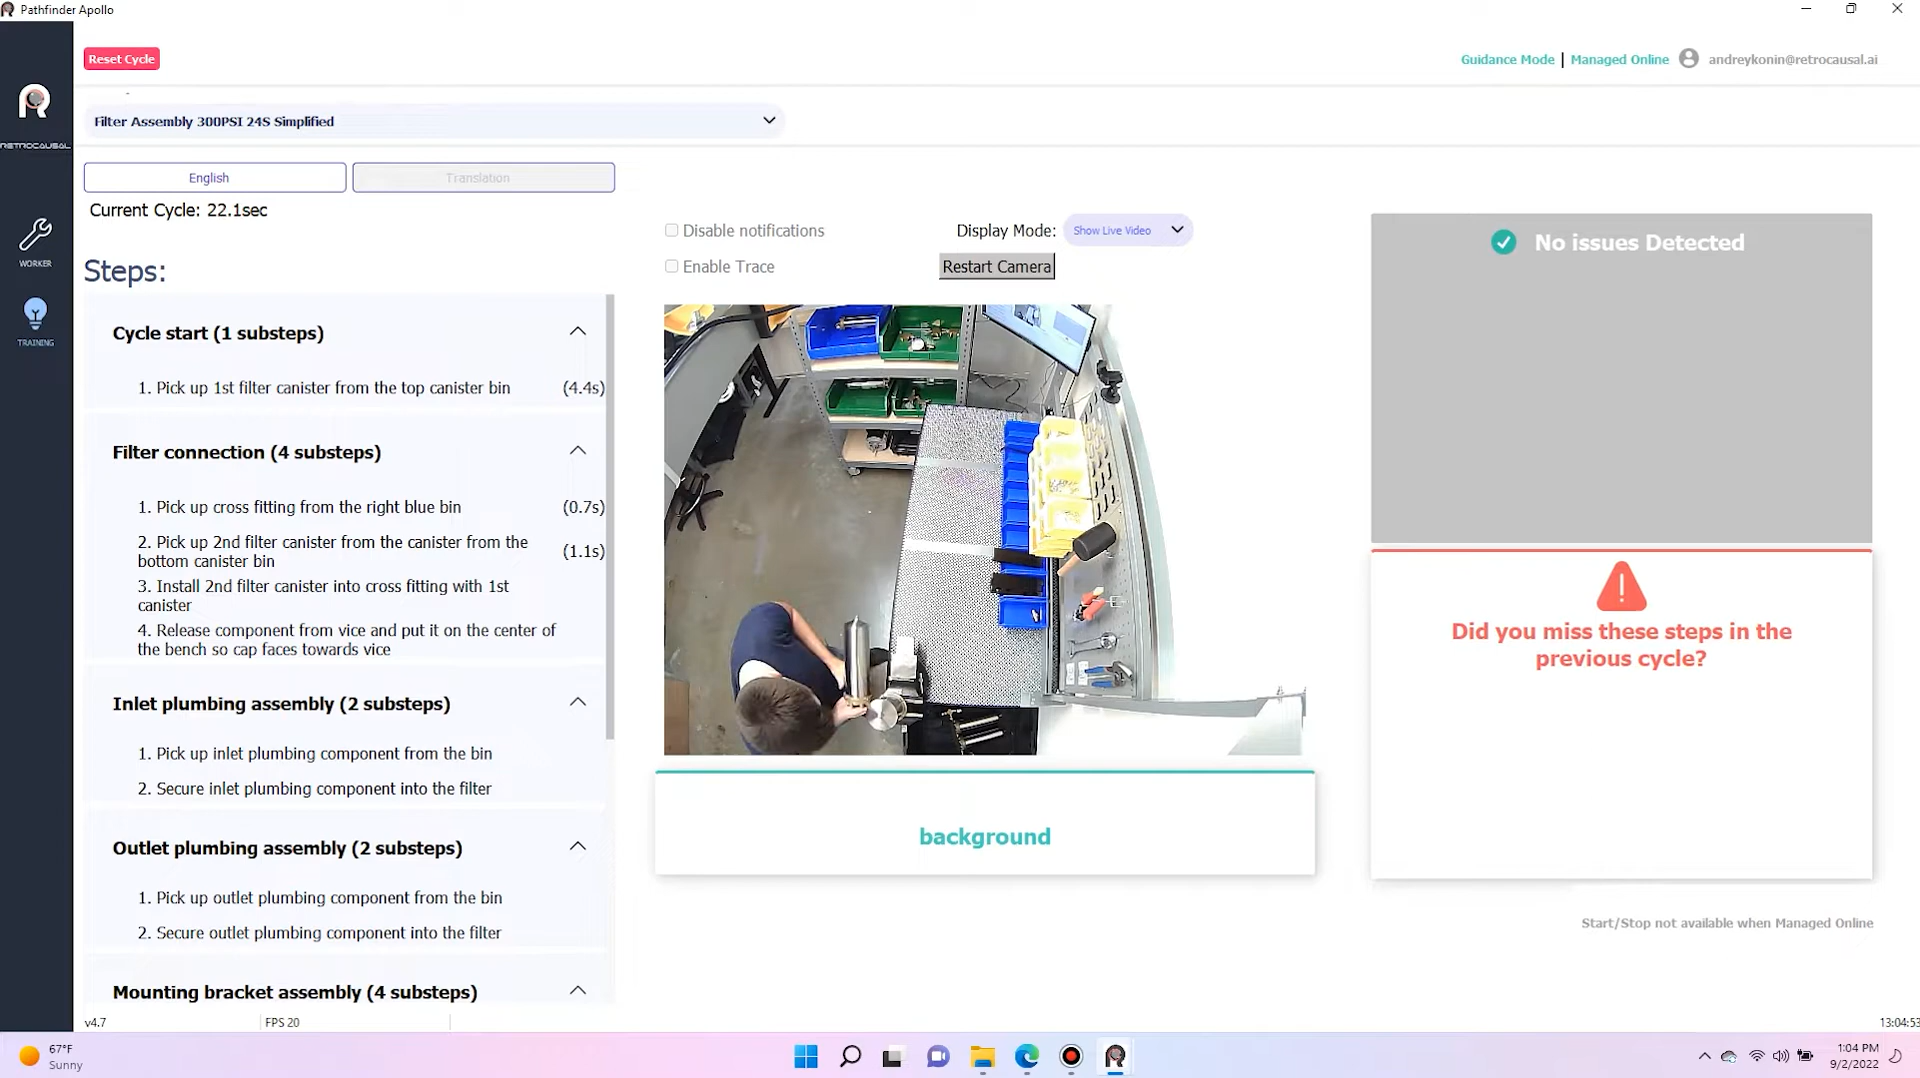 Pathfinder Apollo
Reset Cycle
Guidance Mode | Managed Online andreykonin@retrocausal.ai
Filter Assembly 300PSI 24S Simplified
RETROCAUSAL
English
Translation
Current Cycle: 22.1sec
WORKER
TRAINING
Steps:
Cycle start (1 substeps)
1. Pick up 1st filter canister from the top canister bin (4.4s)
Filter connection (4 substeps)
1. Pick up cross fitting from the right blue bin (0.7s)
2. Pick up 2nd filter canister from the canister from the
bottom canister bin (1.1s)
3. Install 2nd filter canister into cross fitting with 1st
canister
4. Release component from vice and put it on the center of
the bench so cap faces towards vice
Inlet plumbing assembly (2 substeps)
1. Pick up inlet plumbing component from the bin
2. Secure inlet plumbing component into the filter
Outlet plumbing assembly (2 substeps)
1. Pick up outlet plumbing component from the bin
2. Secure outlet plumbing component into the filter
Mounting bracket assembly (4 substeps)
Disable notifications
Display Mode: Show Live Video
Enable Trace
Restart Camera
background
No issues Detected
Did you miss these steps in the
previous cycle?
Start/Stop not available when Managed Online
v4.7
FPS 20
13:04:53
67°F
Sunny
1:04 PM
9/2/2022